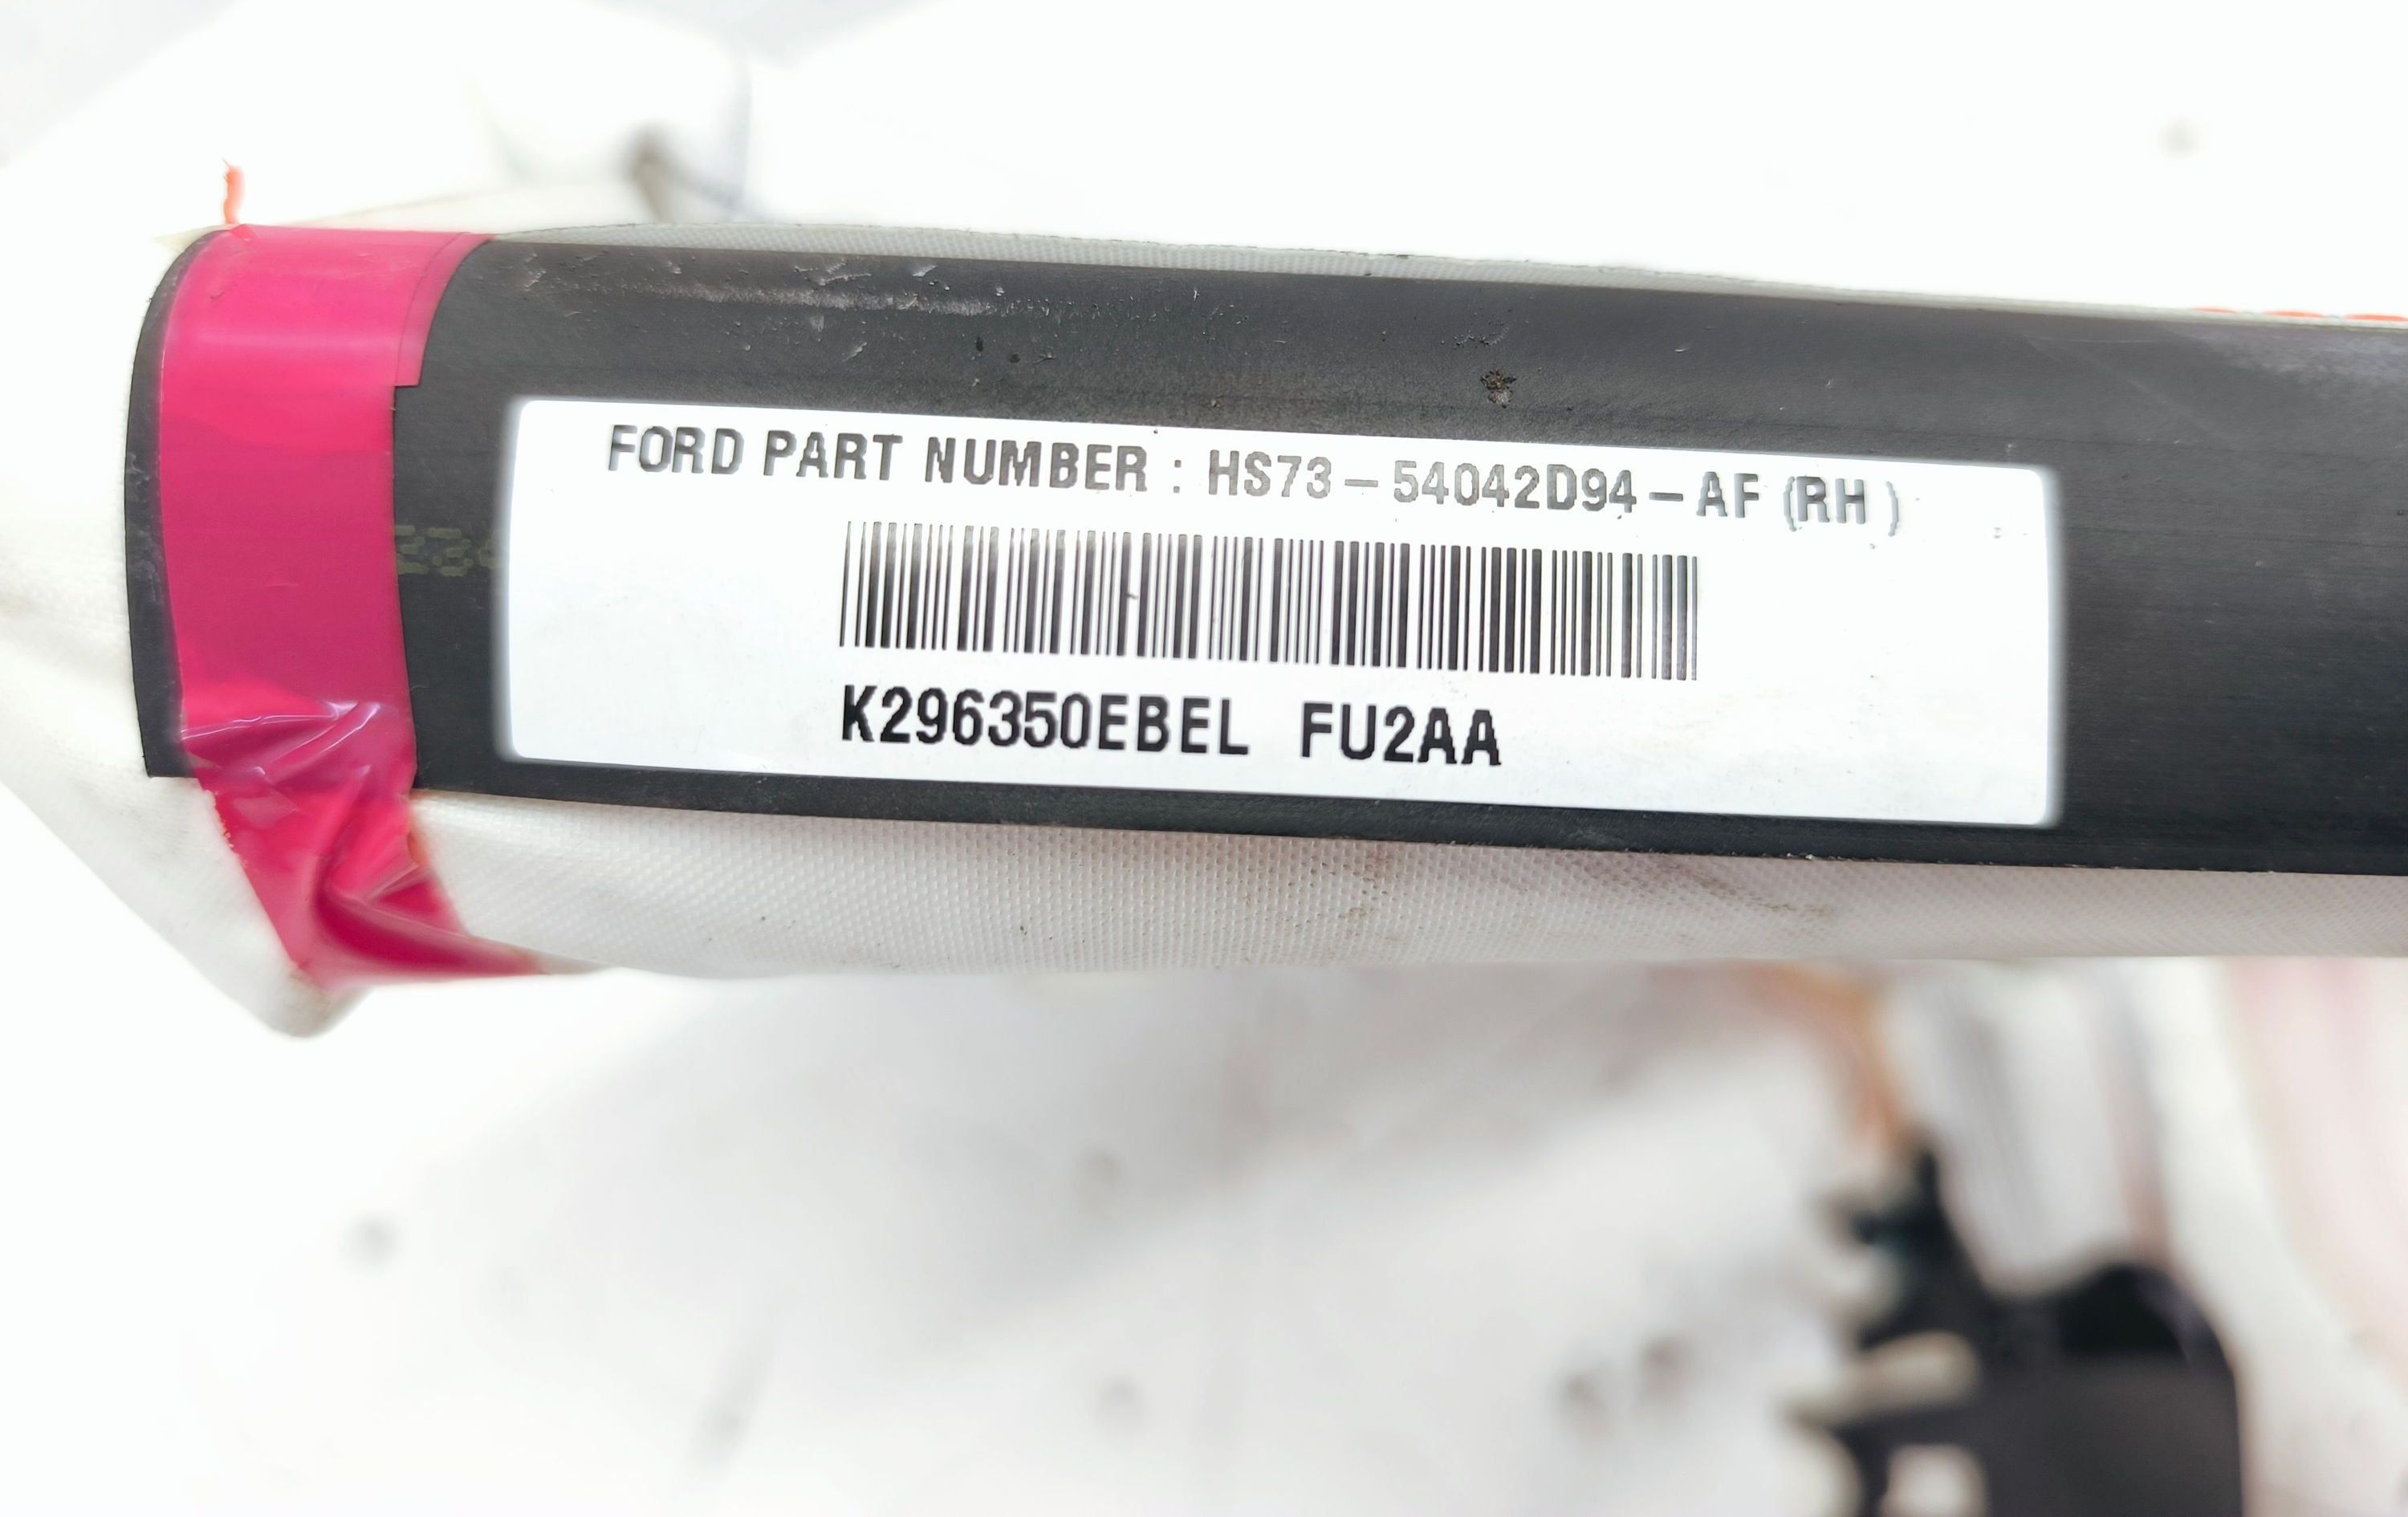 FORD PART NUMBER : HS73-54042D94-AF (RH )
K296350EBEL FU2AA